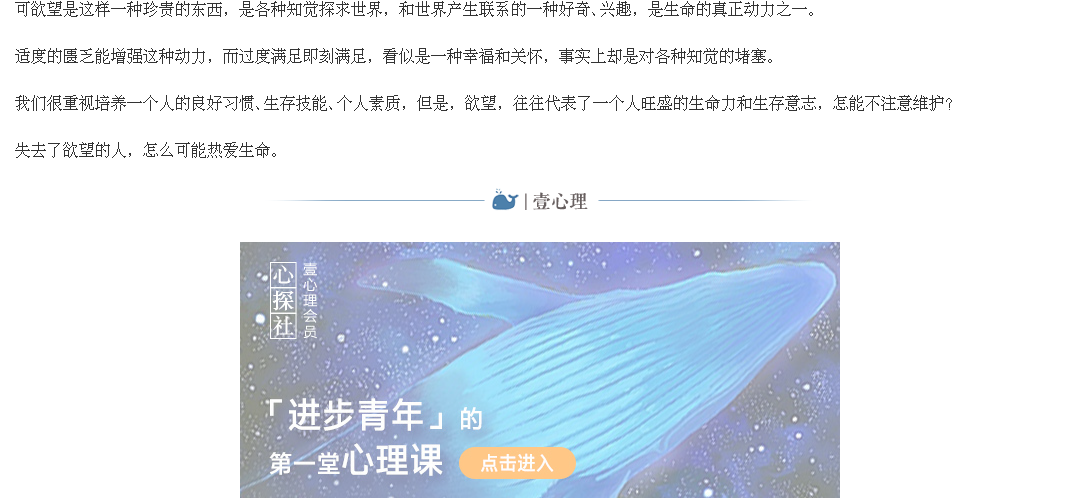 可欲望是这样一种珍贵的东西，是各种知觉探求世界，和世界产生联系的一种好奇、兴趣，是生命的真正动力之一。
适度的匮乏能增强这种动力，而过度满足即刻满足，看似是一种幸福和关怀，事实上却是对各种知觉的堵塞。
我们很重视培养一个人的良好习惯、生存技能、个人素质，但是，欲望，往往代表了一个人旺盛的生命力和生存意志，怎能不注意维护？
失去了欲望的人，怎么可能热爱生命。
壹心理
心探社
壹心理会员
「进步青年」的
第一堂心理课
点击进入